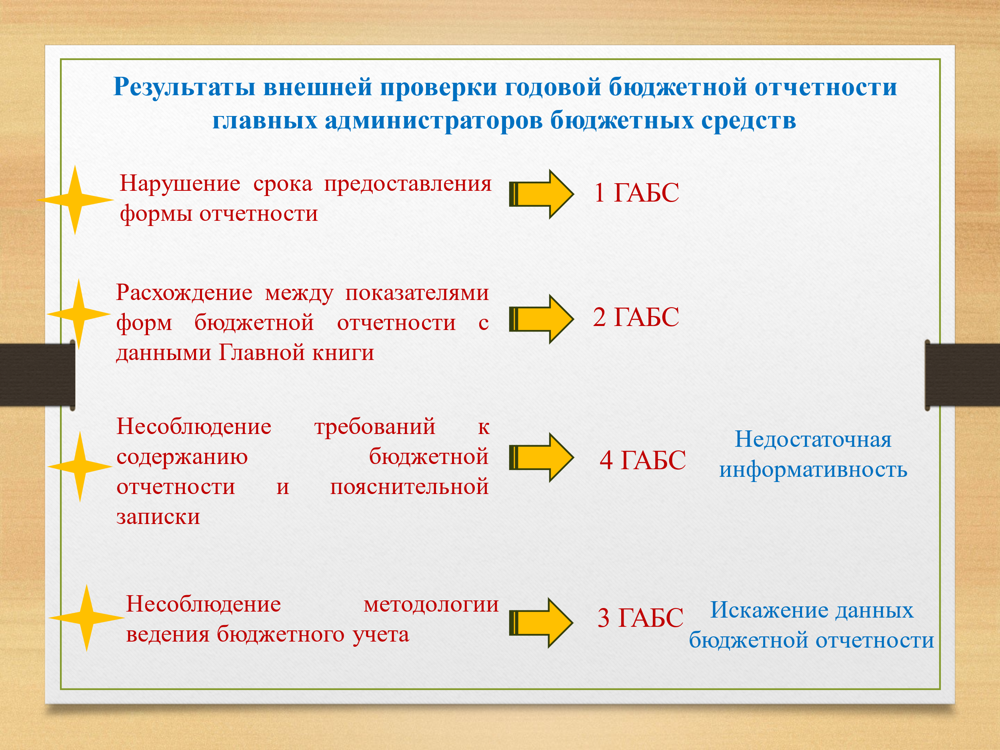 Результаты внешней проверки годовой бюджетной отчетности
главных администраторов бюджетных средств
Нарушение срока предоставления
формы отчетности
1 ГАБС
Расхождение между показателями
форм бюджетной отчетности с
данными Главной книги
2 ГАБС
Несоблюдение требований к
содержанию бюджетной
отчетности и пояснительной
записки
4 ГАБС
Недостаточная
информативность
Несоблюдение методологии
ведения бюджетного учета
3 ГАБС
Искажение данных
бюджетной отчетности